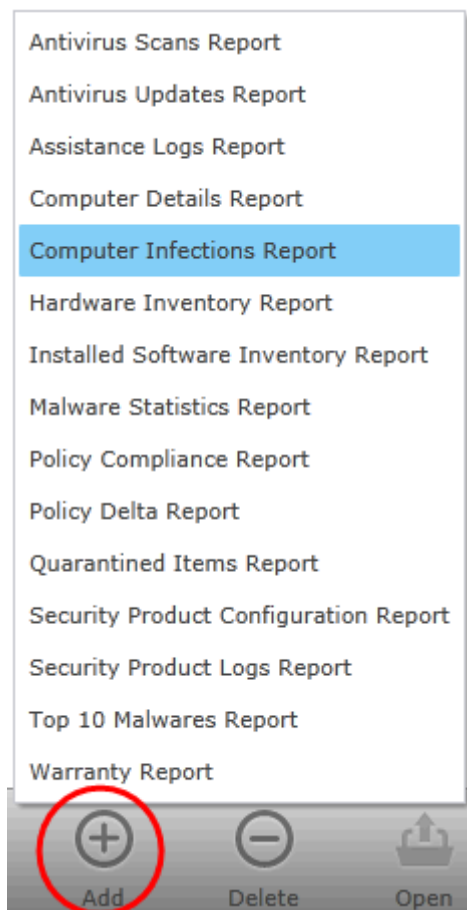 Antivirus Scans Report
Antivirus Updates Report
Assistance Logs Report
Computer Details Report
Computer Infections Report
Hardware Inventory Report
Installed Software Inventory Report
Malware Statistics Report
Policy Compliance Report
Policy Delta Report
Quarantined Items Report
Security Product Configuration Report
Security Product Logs Report
Top 10 Malwares Report
Warranty Report
Add Delete Open